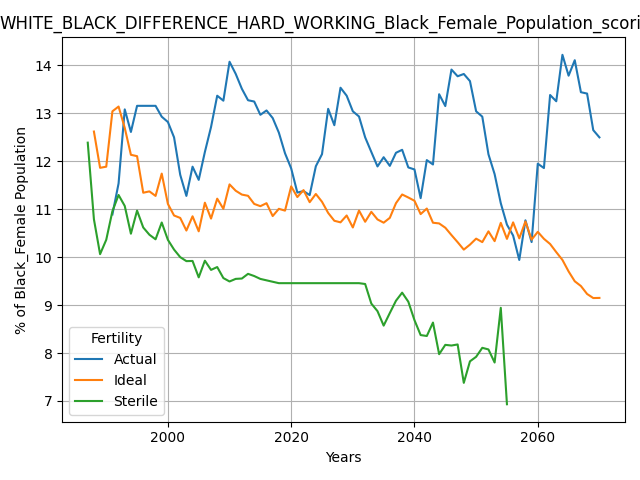 WHITE_BLACK_DIFFERENCE_HARD_WORKING_Black_Female_Population_scori
14
13
12
11
10
9
8
7
% of Black_Female Population
Fertility
Actual
Ideal
Sterile
2000
2020
2040
2060
Years